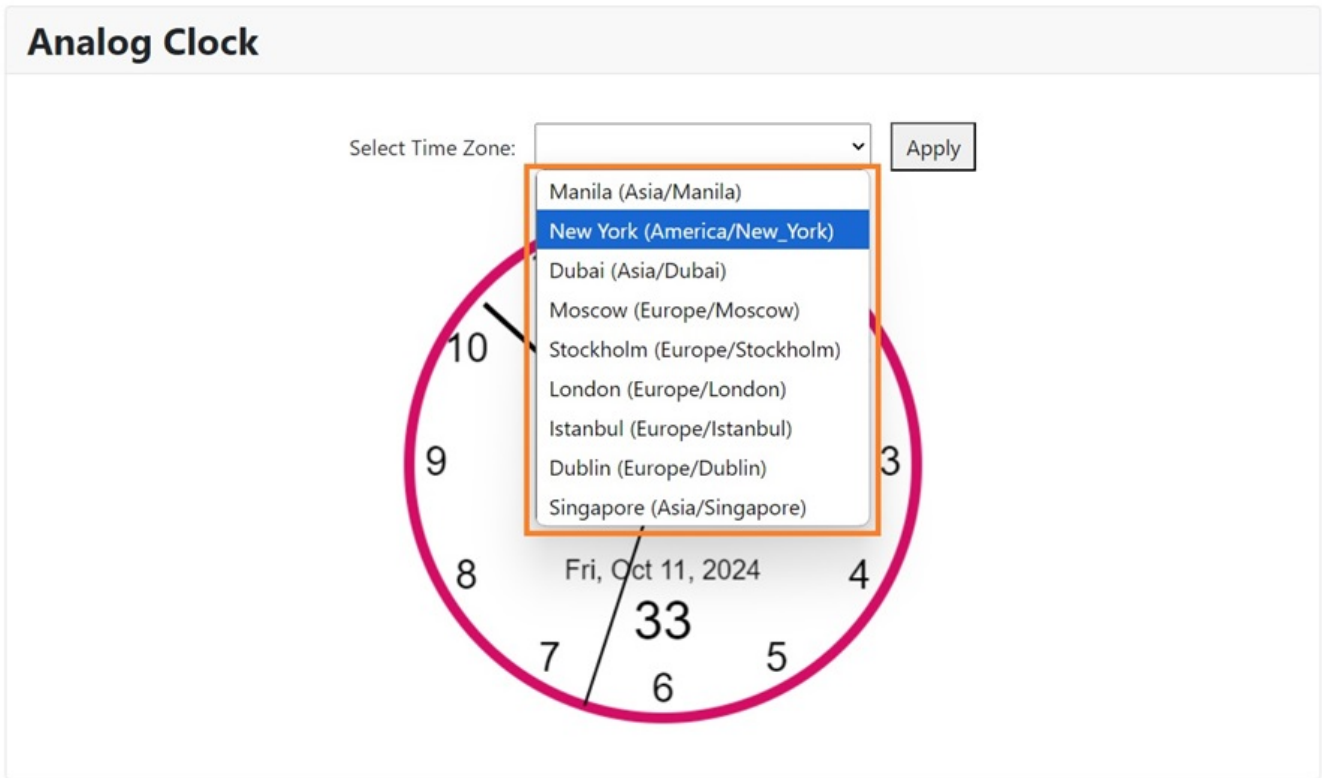 Analog Clock
Select Time Zone:
Apply
Manila (Asia/Manila)
New York (America/New_York)
Dubai (Asia/Dubai)
Moscow (Europe/Moscow)
Stockholm (Europe/Stockholm)
London (Europe/London)
Istanbul (Europe/Istanbul)
Dublin (Europe/Dublin)
Singapore (Asia/Singapore)
10
9
3
8
Fri, Oct 11, 2024
4
33
7
5
6